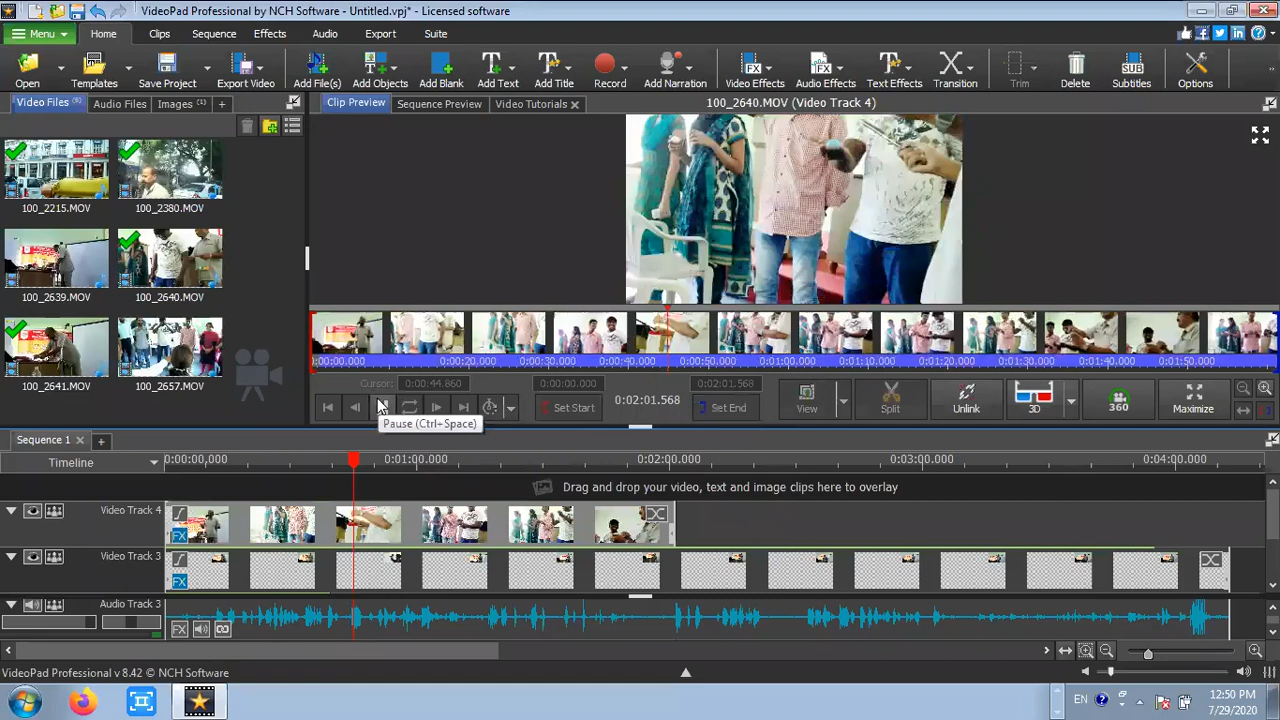 VideoPad Professional by NCH Software - Untitled.vpj* - Licensed software
Menu Home Clips Sequence Effects Audio Export Suite
Open Templates Save Project Export Video Add File(s) Add Objects Add Blank Add Text Add Title Record Add Narration Video Effects Audio Effects Text Effects Transition Trim Delete Subtitles Options
Video Files (6) Audio Files Images (1) +
Clip Preview Sequence Preview Video Tutorials 100_2640.MOV (Video Track 4)
100_2215.MOV 100_2380.MOV
100_2639.MOV 100_2640.MOV
100_2641.MOV 100_2657.MOV
0:00:00.000 0:00:20.000 0:00:30.000 0:00:40.000 0:00:50.000 0:01:00.000 0:01:10.000 0:01:20.000 0:01:30.000 0:01:40.000 0:01:50.000
Cursor: 0:00:44.860 0:00:00.000 0:02:01.568
Set Start 0:02:01.568 Set End View Split Unlink 3D 360 Maximize
Pause (Ctrl+Space)
Sequence 1 +
Timeline 0:00:00,000 0:01:00.000 0:02:00.000 0:03:00.000 0:04:00.000
Drag and drop your video, text and image clips here to overlay
Video Track 4
FX
Video Track 3
FX
Audio Track 3
FX
VideoPad Professional v 8.42 © NCH Software
EN 12:50 PM
7/29/2020